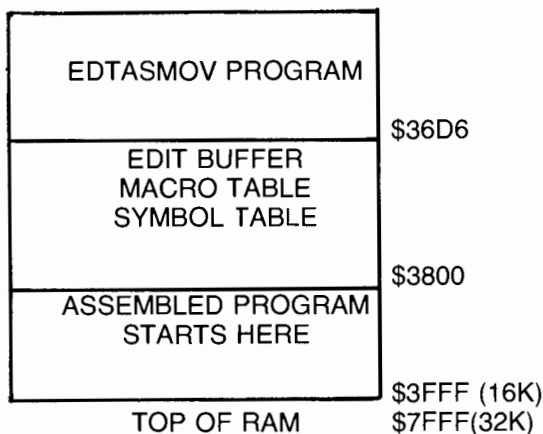 EDTASMOV PROGRAM
$36D6
EDIT BUFFER
MACRO TABLE
SYMBOL TABLE
$3800
ASSEMBLED PROGRAM
STARTS HERE
$3FFF (16K)
TOP OF RAM $7FFF(32K)